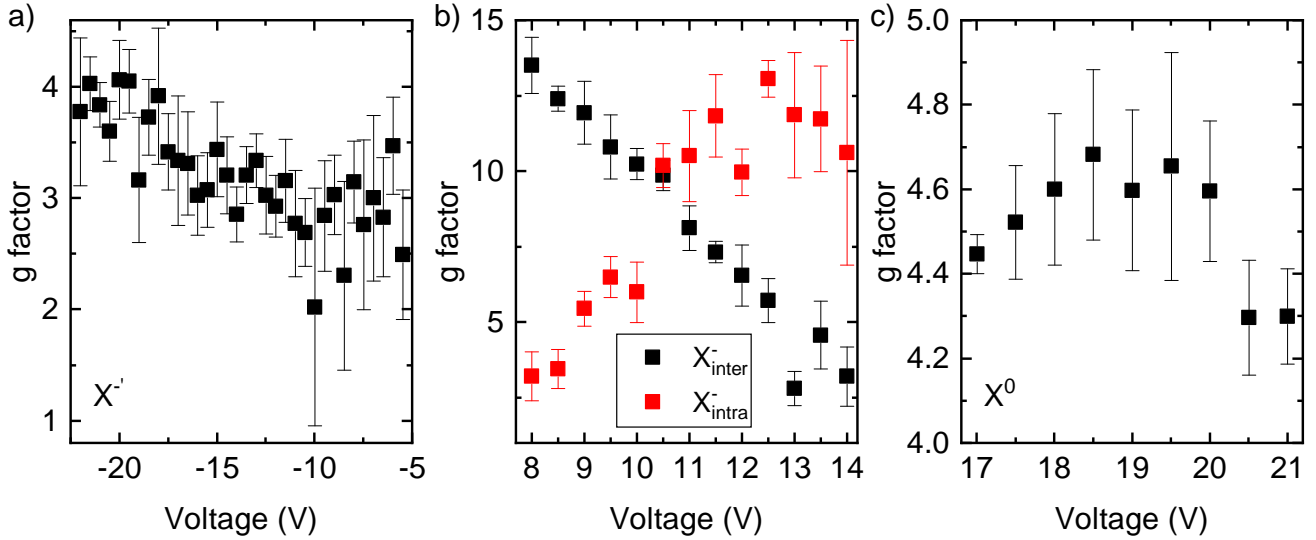 a)
g factor
4
3
2
1
X⁻'
-20
-15
-10
-5
Voltage (V)
b)
g factor
15
10
5
X⁻inter
X⁻intra
8
9
10
11
12
13
14
Voltage (V)
c)
g factor
5.0
4.8
4.6
4.4
4.2
4.0
X⁰
17
18
19
20
21
Voltage (V)